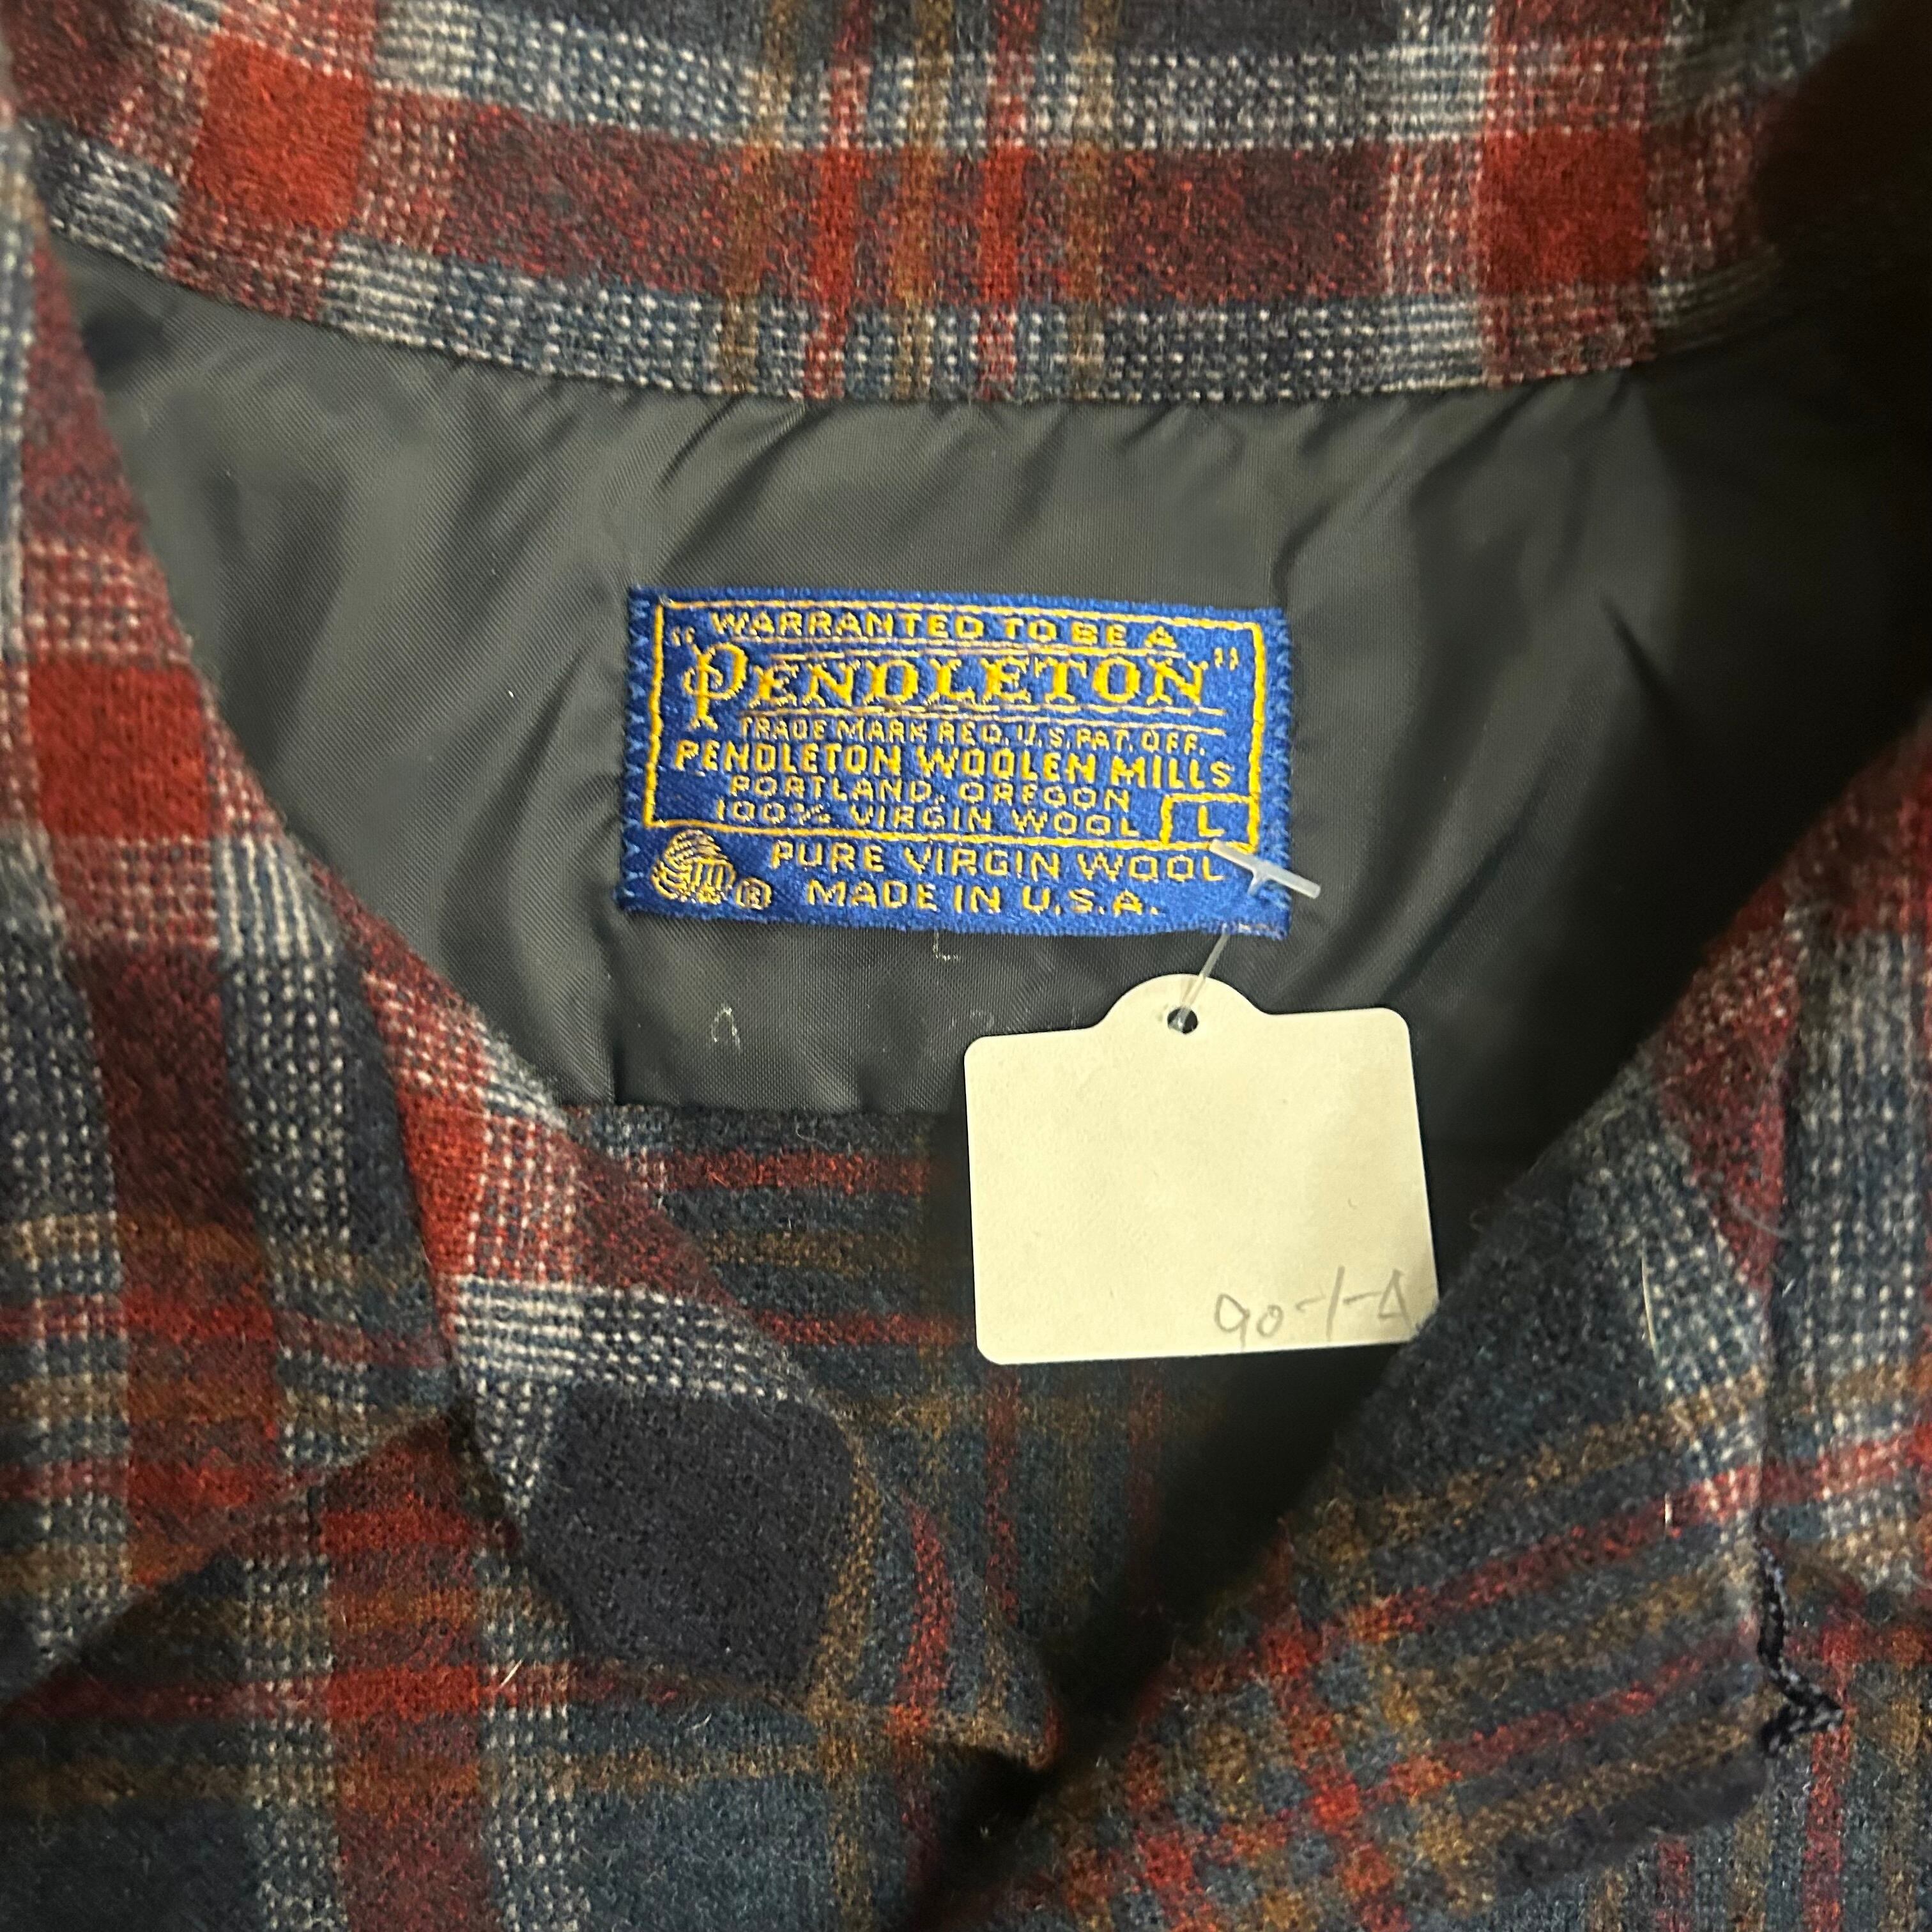 WARRANTED TO BE A
"PENDLETON"
TRADE MARK REG. U.S. PAT. OFF.
PENDLETON WOOLEN MILLS
PORTLAND, OREGON
100% VIRGIN WOOL L
PURE VIRGIN WOOL
® MADE IN U.S.A.